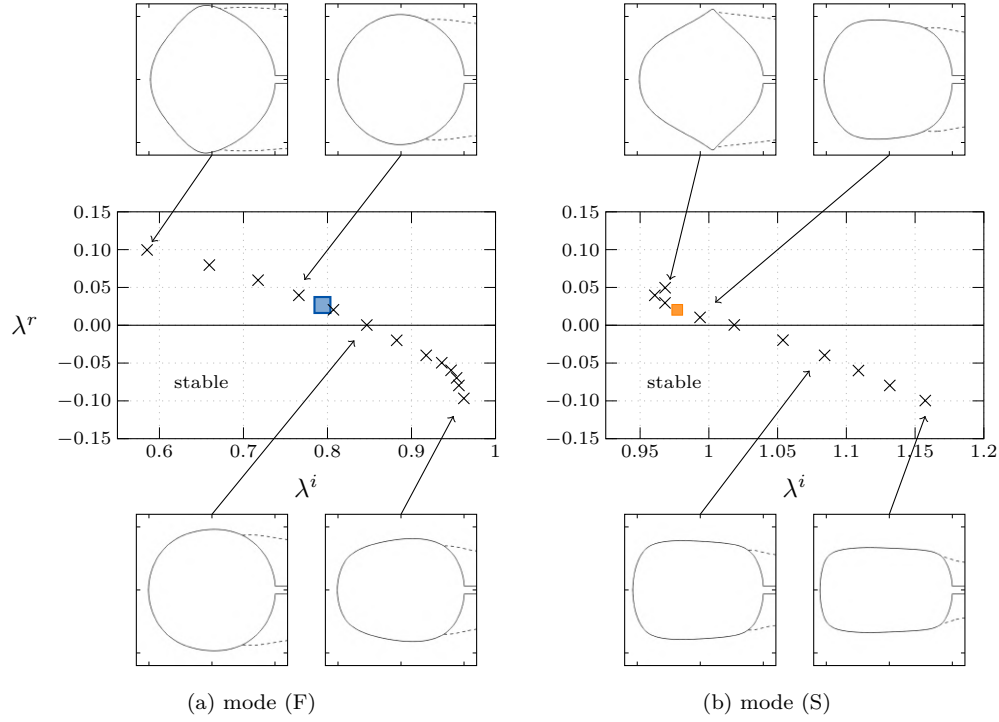 0.15 0.15
0.10 0.10
0.05 0.05
λ^r 0.00 0.00
−0.05 −0.05
stable stable
−0.10 −0.10
−0.15 −0.15
0.6 0.7 0.8 0.9 1 0.95 1 1.05 1.1 1.15 1.2
λ^i λ^i
(a) mode (F) (b) mode (S)